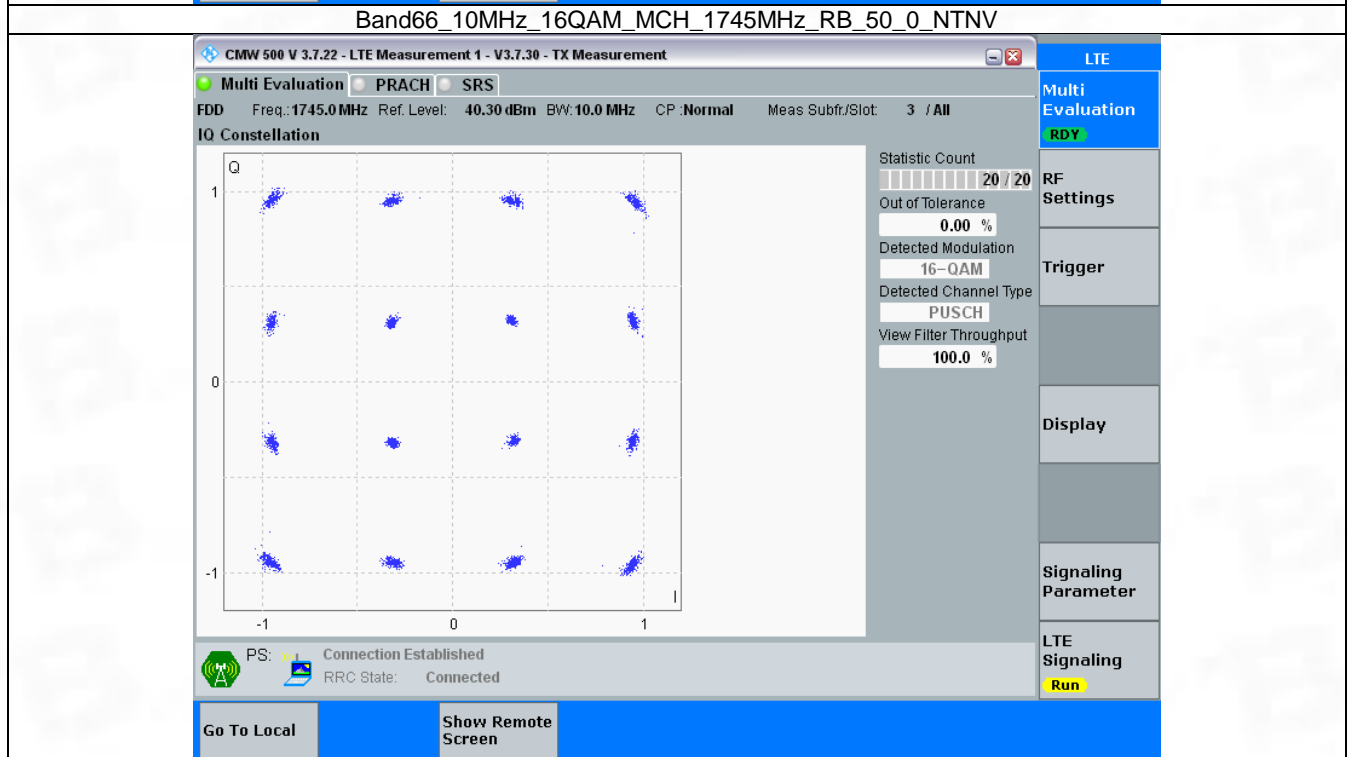 Band66_10MHz_16QAM_MCH_1745MHz_RB_50_0_NTNV
CMW 500 V 3.7.22 - LTE Measurement 1 - V3.7.30 - TX Measurement
LTE
Multi Evaluation PRACH SRS
Multi
Evaluation
RDY
FDD Freq.:1745.0 MHz Ref. Level: 40.30 dBm BW:10.0 MHz CP :Normal Meas Subfr./Slot: 3 / All
IQ Constellation
Q
1
0
-1
I
-1 0 1
Statistic Count
20 / 20
Out of Tolerance
0.00 %
Detected Modulation
16-QAM
Detected Channel Type
PUSCH
View Filter Throughput
100.0 %
RF
Settings
Trigger
Display
Signaling
Parameter
LTE
Signaling
Run
PS: Connection Established
RRC State: Connected
Go To Local
Show Remote
Screen